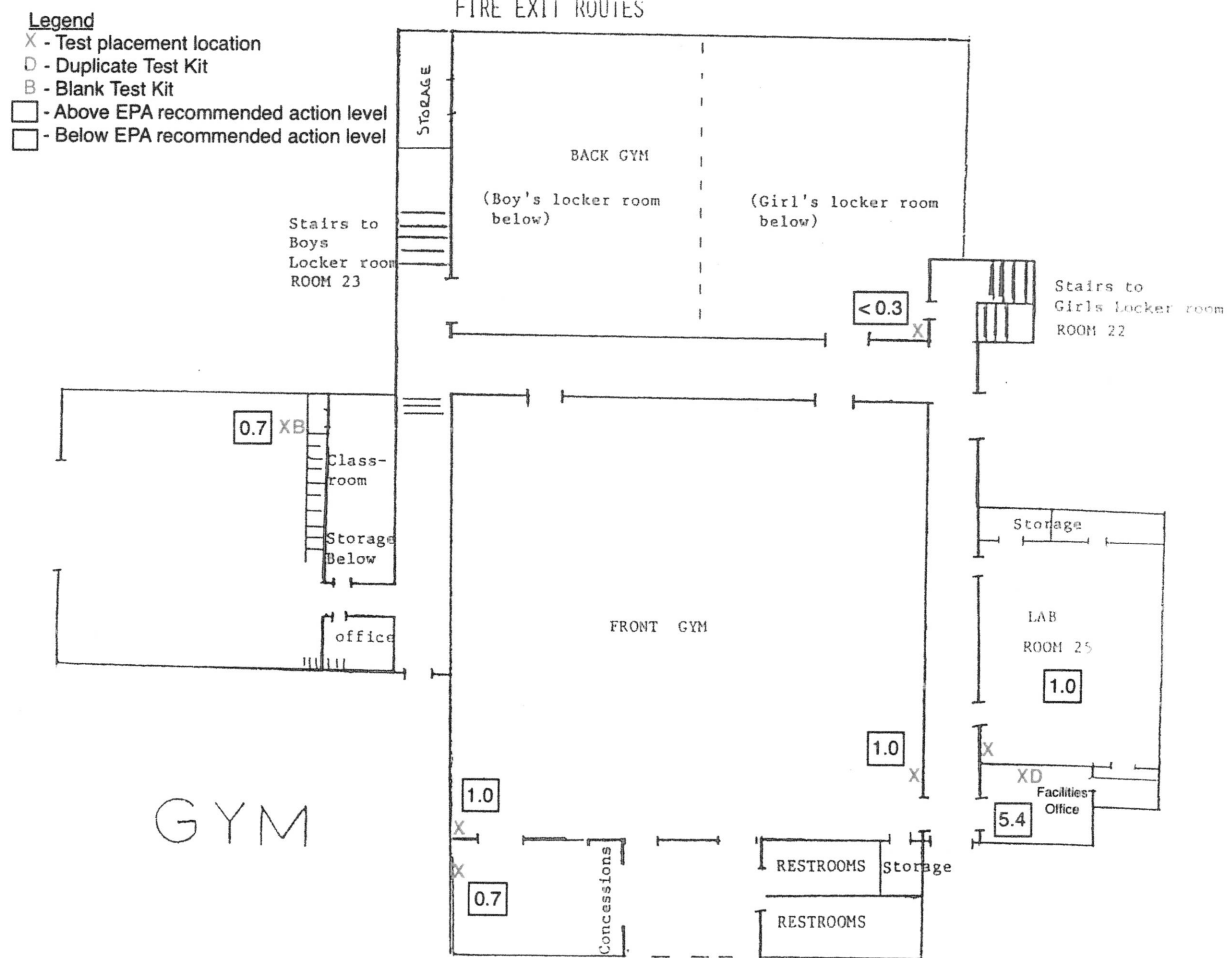 FIRE EXIT ROUTES
Legend
X - Test placement location
D - Duplicate Test Kit
B - Blank Test Kit
- Above EPA recommended action level
- Below EPA recommended action level
STORAGE
BACK GYM
(Boy's locker room
below)
(Girl's locker room
below)
Stairs to
Boys
Locker room
ROOM 23
< 0.3
X
Stairs to
Girls Locker room
ROOM 22
0.7 XB
Class-
room
Storage
Below
office
Storage
FRONT GYM
LAB
ROOM 25
1.0
1.0
X
X
XD
Facilities
Office
5.4
1.0
X
GYM
X
0.7
Concessions
RESTROOMS
Storage
RESTROOMS